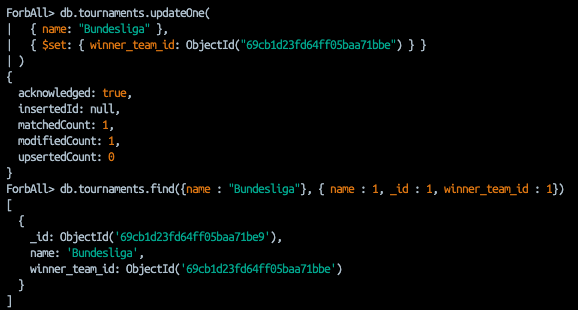 ForbAll> db.tournaments.updateOne(
|   { name: "Bundesliga" },
|   { $set: { winner_team_id: ObjectId("69cb1d23fd64ff05baa71bbe") } }
| )
{
  acknowledged: true,
  insertedId: null,
  matchedCount: 1,
  modifiedCount: 1,
  upsertedCount: 0
}
ForbAll> db.tournaments.find({name : "Bundesliga"}, { name : 1, _id : 1, winner_team_id : 1})
[
  {
    _id: ObjectId('69cb1d23fd64ff05baa71be9'),
    name: 'Bundesliga',
    winner_team_id: ObjectId('69cb1d23fd64ff05baa71bbe')
  }
]